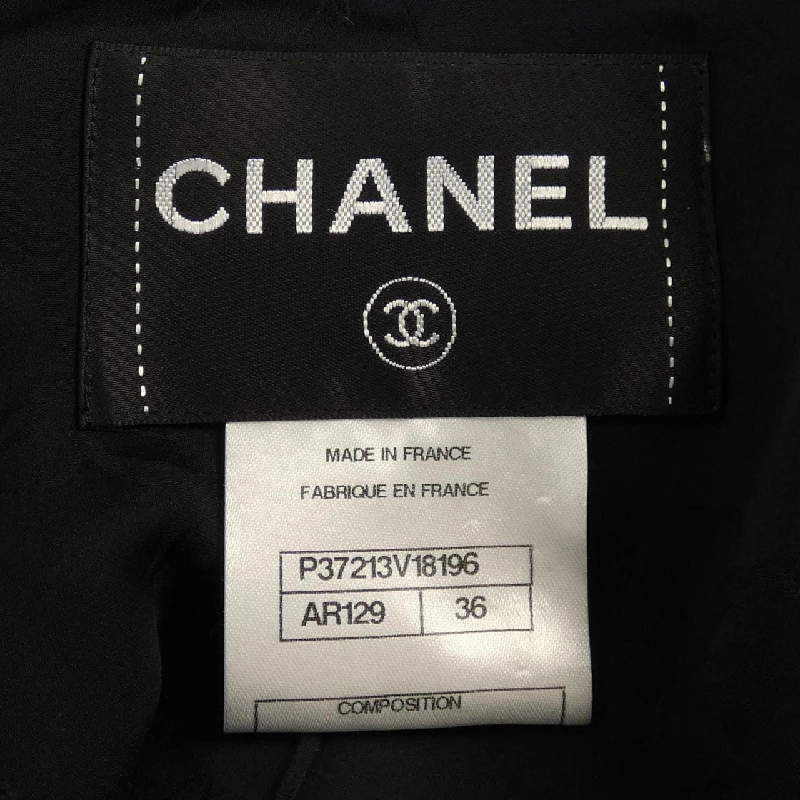 CHANEL
MADE IN FRANCE
FABRIQUE EN FRANCE
P37213V18196
AR129 36
COMPOSITION